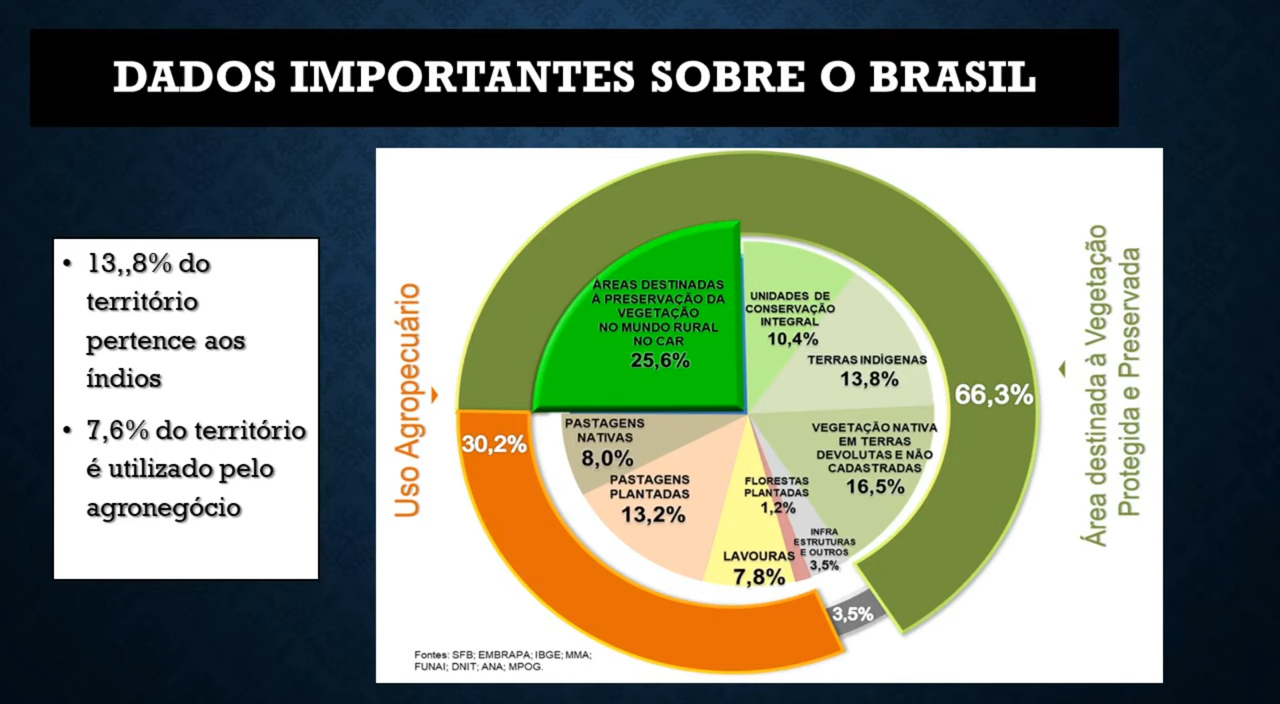 DADOS IMPORTANTES SOBRE O BRASIL
• 13,,8% do
território
pertence aos
índios
• 7,6% do território
é utilizado pelo
agronegócio
Uso Agropecuário
ÁREAS DESTINADAS
À PRESERVAÇÃO DA
VEGETAÇÃO
NO MUNDO RURAL
NO CAR
25,6%
UNIDADES DE
CONSERVAÇÃO
INTEGRAL
10,4%
TERRAS INDÍGENAS
13,8%
66,3%
VEGETAÇÃO NATIVA
EM TERRAS
DEVOLUTAS E NÃO
CADASTRADAS
16,5%
30,2%
PASTAGENS
NATIVAS
8,0%
PASTAGENS
PLANTADAS
13,2%
FLORESTAS
PLANTADAS
1,2%
LAVOURAS
7,8%
INFRA
ESTRUTURAS
E OUTROS
3,5%
3,5%
Área destinada à Vegetação
Protegida e Preservada
Fontes: SFB; EMBRAPA; IBGE; MMA;
FUNAI; DNIT; ANA; MPOG.